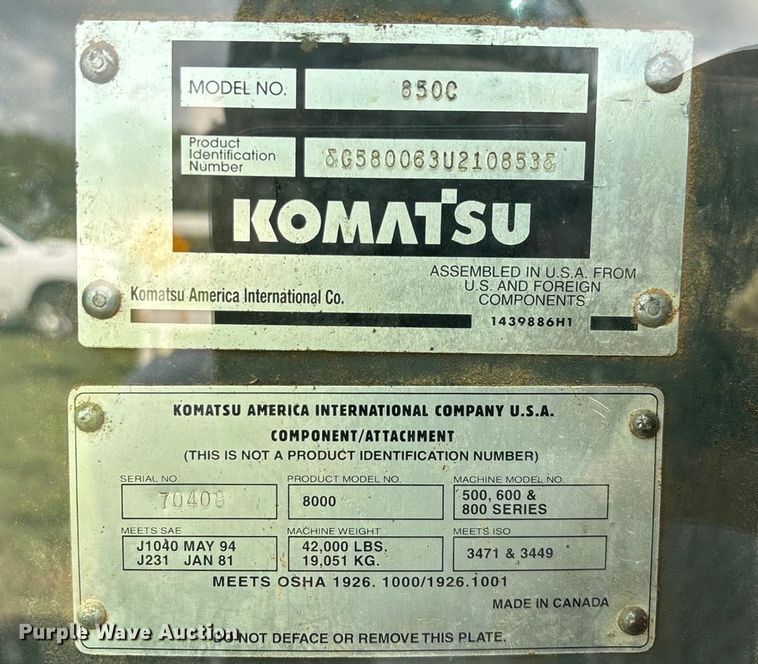 MODEL NO. 850C
Product
Identification
Number
&G580063U210853&
KOMATSU
ASSEMBLED IN U.S.A. FROM
U.S. AND FOREIGN
COMPONENTS
Komatsu America International Co.
1439886H1
KOMATSU AMERICA INTERNATIONAL COMPANY U.S.A.
COMPONENT/ATTACHMENT
(THIS IS NOT A PRODUCT IDENTIFICATION NUMBER)
SERIAL NO. PRODUCT MODEL NO. MACHINE MODEL NO.
70408 8000 500, 600 &
800 SERIES
MEETS SAE MACHINE WEIGHT MEETS ISO
J1040 MAY 94 42,000 LBS. 3471 & 3449
J231 JAN 81 19,051 KG.
MEETS OSHA 1926. 1000/1926.1001
MADE IN CANADA
DO NOT DEFACE OR REMOVE THIS PLATE.
Purple Wave Auction